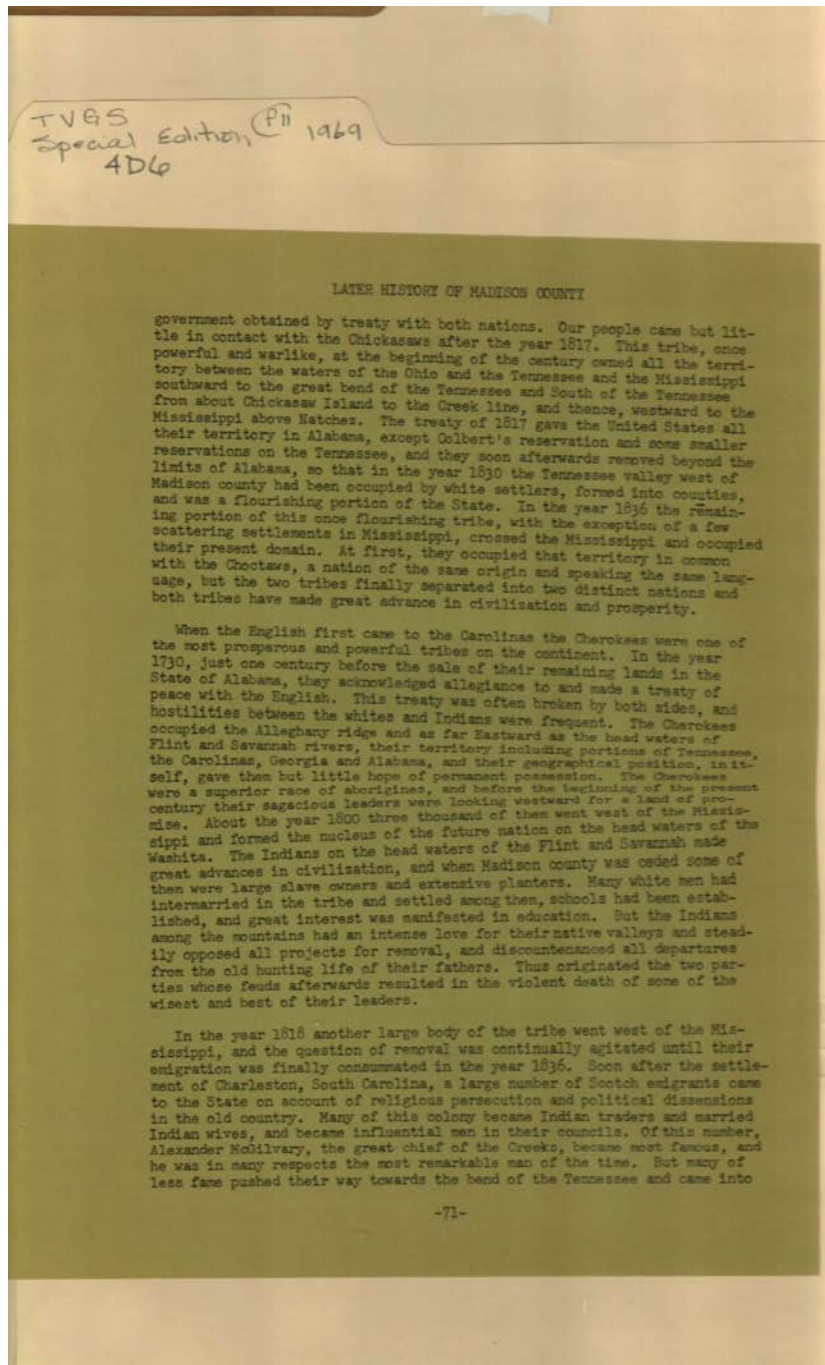 TVGS
Special Edition, PII 1969
4D6
LATER HISTORY OF MADISON COUNTY
government obtained by treaty with both nations. Our people came but lit-
tle in contact with the Chickasaws after the year 1817. This tribe, once
powerful and warlike, at the beginning of the century owned all the terri-
tory between the waters of the Ohio and the Tennessee and the Mississippi
southward to the great bend of the Tennessee and South of the Tennessee
from about Chickasaw Island to the Creek line, and thence, westward to the
Mississippi above Natchez. The treaty of 1817 gave the United States all
their territory in Alabama, except Colbert's reservation and some smaller
reservations on the Tennessee, and they soon afterwards removed beyond the
limits of Alabama, so that in the year 1830 the Tennessee valley west of
Madison county had been occupied by white settlers, formed into counties,
and was a flourishing portion of the State. In the year 1836 the remain-
ing portion of this once flourishing tribe, with the exception of a few
scattering settlements in Mississippi, crossed the Mississippi and occupied
their present domain. At first, they occupied that territory in common
with the Choctaws, a nation of the same origin and speaking the same lang-
uage, but the two tribes finally separated into two distinct nations and
both tribes have made great advance in civilization and prosperity.
When the English first came to the Carolinas the Cherokees were one of
the most prosperous and powerful tribes on the continent. In the year
1730, just one century before the sale of their remaining lands in the
State of Alabama, they acknowledged allegiance to and made a treaty of
peace with the English. This treaty was often broken by both sides, and
hostilities between the whites and Indians were frequent. The Cherokees
occupied the Alleghany ridge and as far Eastward as the head waters of
Flint and Savannah rivers, their territory including portions of Tennessee,
the Carolinas, Georgia and Alabama, and their geographical position, in it-
self, gave them but little hope of permanent possession. The Cherokees
were a superior race of aborigines, and before the beginning of the present
century their sagacious leaders were looking westward for a land of pro-
mise. About the year 1800 three thousand of them went west of the Missis-
sippi and formed the nucleus of the future nation on the head waters of the
Washita. The Indians on the head waters of the Flint and Savannah made
great advances in civilization, and when Madison county was ceded some of
them were large slave owners and extensive planters. Many white men had
intermarried in the tribe and settled among them, schools had been estab-
lished, and great interest was manifested in education. But the Indians
among the mountains had an intense love for their native valleys and stead-
ily opposed all projects for removal, and discountenanced all departures
from the old hunting life of their fathers. Thus originated the two par-
ties whose feuds afterwards resulted in the violent death of some of the
wisest and best of their leaders.
In the year 1818 another large body of the tribe went west of the Mis-
sissippi, and the question of removal was continually agitated until their
emigration was finally consummated in the year 1836. Soon after the settle-
ment of Charleston, South Carolina, a large number of Scotch emigrants came
to the State on account of religious persecution and political dissensions
in the old country. Many of this colony became Indian traders and married
Indian wives, and became influential men in their councils. Of this number,
Alexander McGilvary, the great chief of the Creeks, became most famous, and
he was in many respects the most remarkable man of the time. But many of
less fame pushed their way towards the bend of the Tennessee and came into
-71-